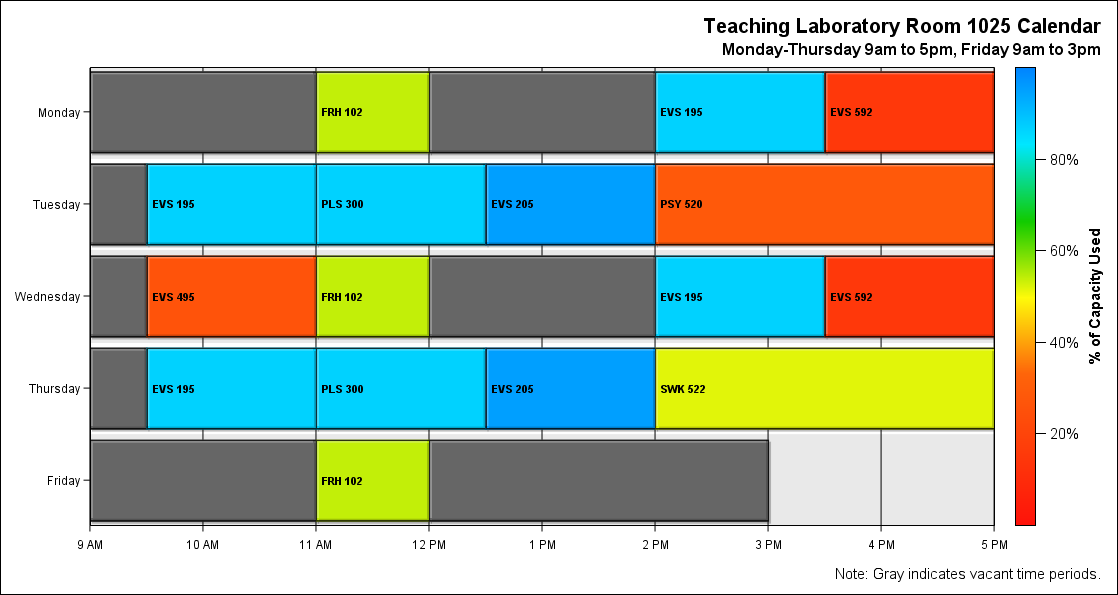 Teaching Laboratory Room 1025 Calendar
Monday-Thursday 9am to 5pm, Friday 9am to 3pm
Monday
FRH 102
EVS 195
EVS 592
Tuesday
EVS 195
PLS 300
EVS 205
PSY 520
Wednesday
EVS 495
FRH 102
EVS 195
EVS 592
Thursday
EVS 195
PLS 300
EVS 205
SWK 522
Friday
FRH 102
9 AM
10 AM
11 AM
12 PM
1 PM
2 PM
3 PM
4 PM
5 PM
80%
60%
40%
20%
% of Capacity Used
Note: Gray indicates vacant time periods.